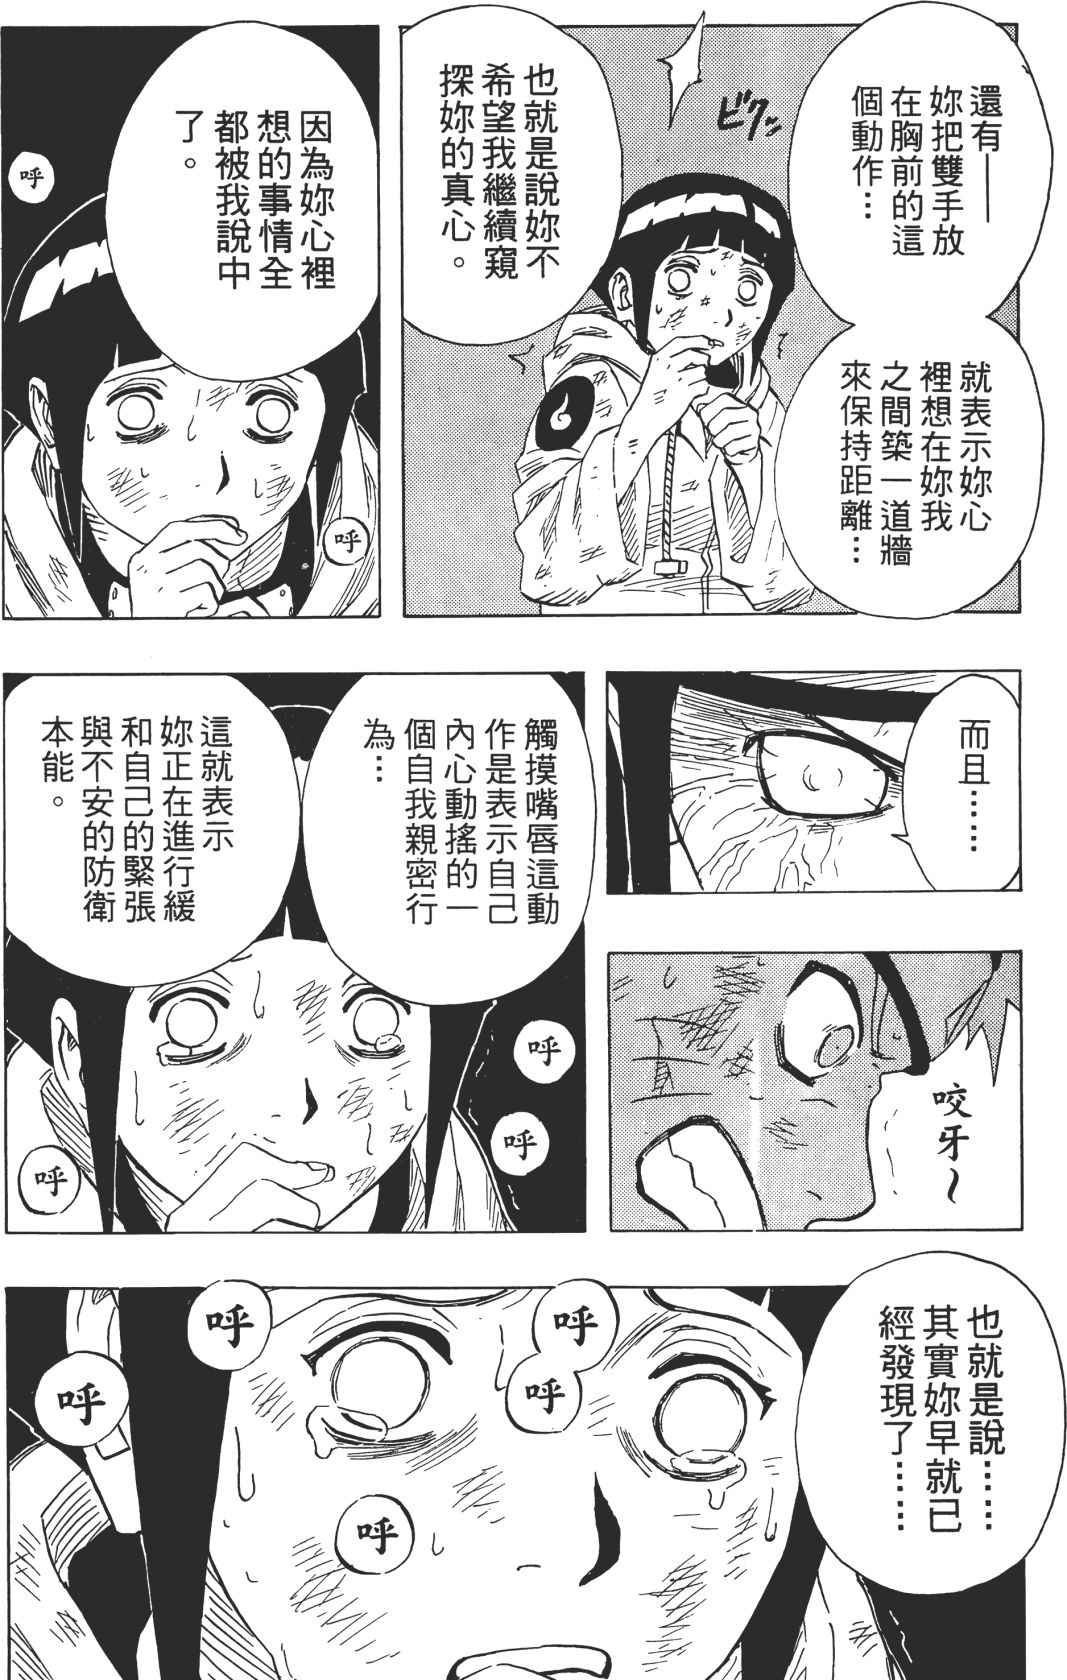 還有——
妳把雙手放
在胸前的這
個動作…
就表示妳心
裡想在妳我
之間築一道牆
來保持距離…
ビクッ
也就是說妳不
希望我繼續窺
探妳的真心。
因為妳心裡
想的事情全
都被我說中
了。
呼
呼
而且……
咬牙～
觸摸嘴唇這動
作是表示自己
內心動搖的一
個自我親密行
為…
這就表示
妳正在進行緩
和自己的緊張
與不安的防衛
本能。
呼
呼
呼
也就是說……
其實妳早就已
經發現了……
呼
呼
呼
呼
呼